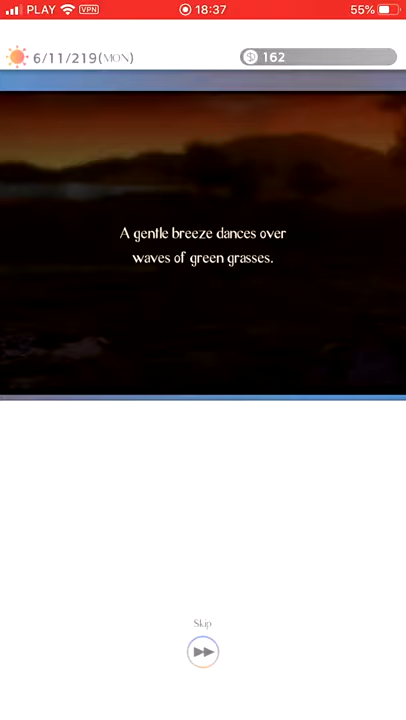 PLAY VPN 18:37 55%
6/11/219(MON) 162
A gentle breeze dances over
waves of green grasses.
Skip